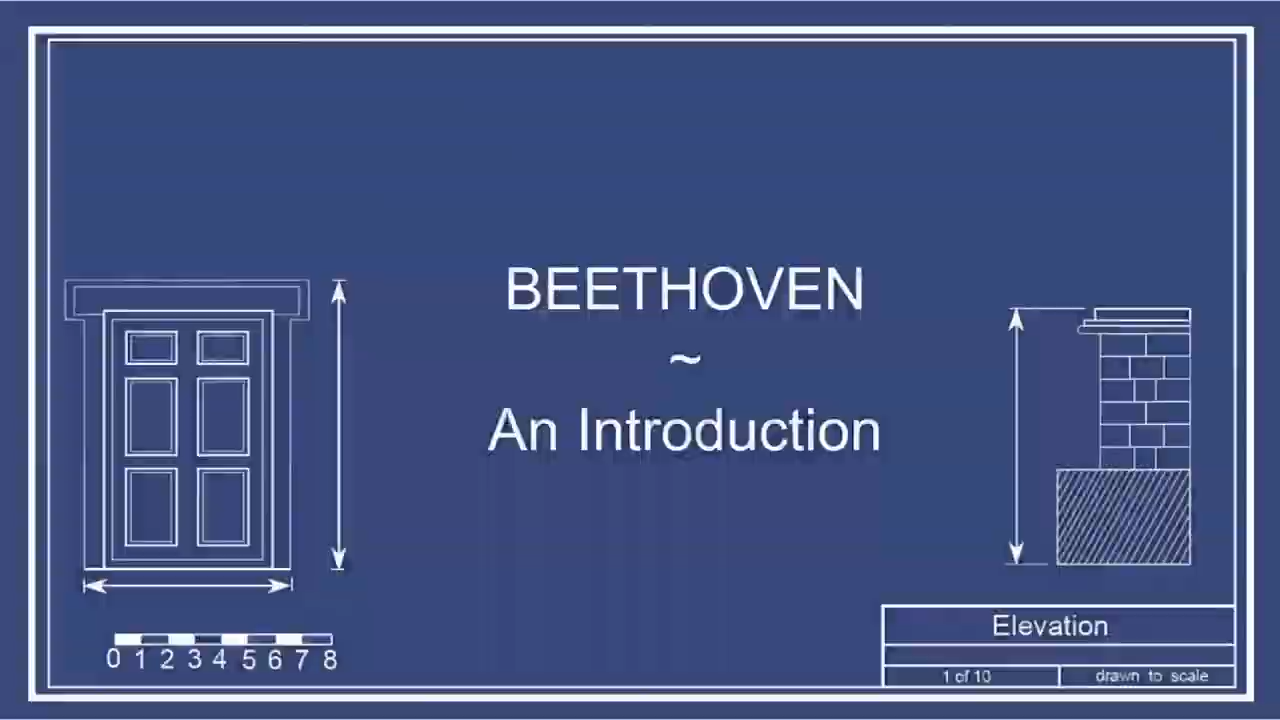 BEETHOVEN
~
An Introduction
0 1 2 3 4 5 6 7 8
Elevation
1 of 10
drawn to scale